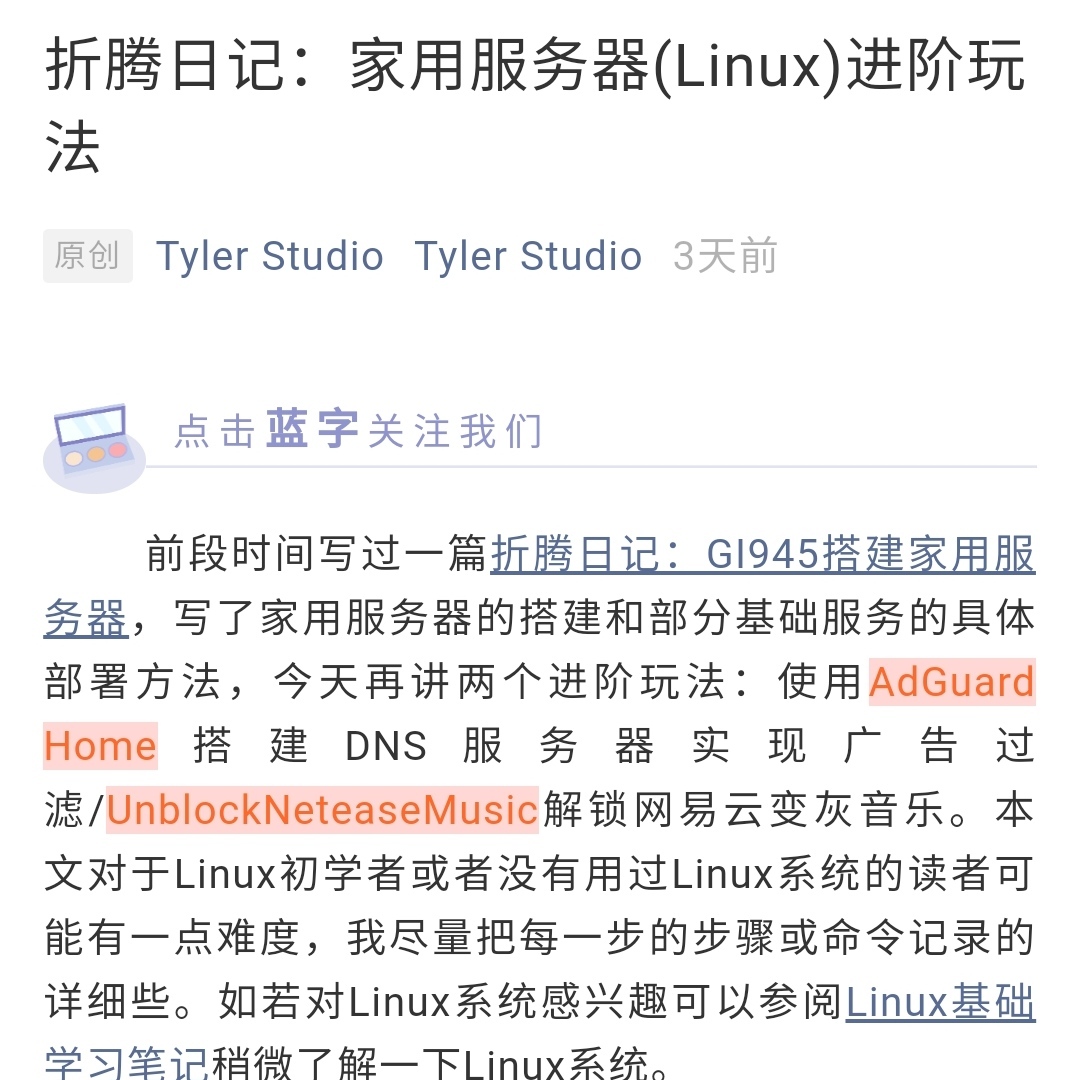 折腾日记：家用服务器(Linux)进阶玩
法
原创 Tyler Studio Tyler Studio 3天前
点击蓝字关注我们
前段时间写过一篇折腾日记：GI945搭建家用服
务器，写了家用服务器的搭建和部分基础服务的具体
部署方法，今天再讲两个进阶玩法：使用AdGuard
Home搭建DNS服务器实现广告过
滤/UnblockNeteaseMusic解锁网易云变灰音乐。本
文对于Linux初学者或者没有用过Linux系统的读者可
能有一点难度，我尽量把每一步的步骤或命令记录的
详细些。如若对Linux系统感兴趣可以参阅Linux基础
学习笔记稍微了解一下Linux系统。